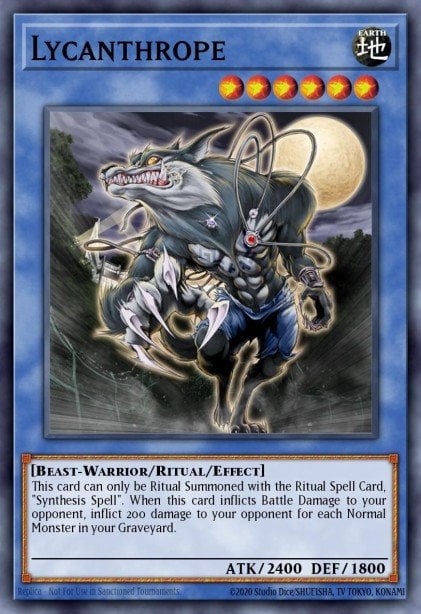 Lycanthrope
EARTH
地
[Beast-Warrior/Ritual/Effect]
This card can only be Ritual Summoned with the Ritual Spell Card,
"Synthesis Spell". When this card inflicts Battle Damage to your
opponent, inflict 200 damage to your opponent for each Normal
Monster in your Graveyard.
ATK/2400 DEF/1800
Replica - Not For Use in Sanctioned Tournaments. ©2020 Studio Dice/SHUEISHA, TV TOKYO, KONAMI